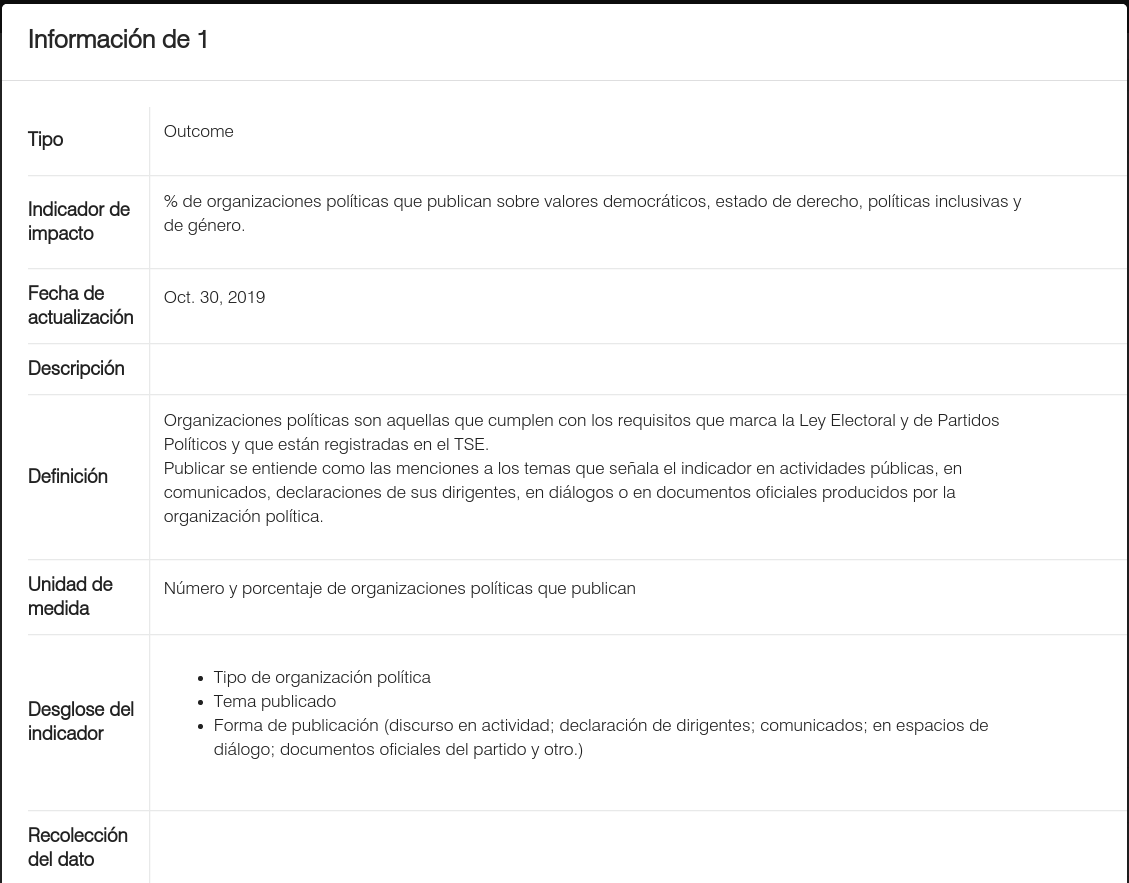 Información de 1
Tipo
Outcome
Indicador de
impacto
% de organizaciones políticas que publican sobre valores democráticos, estado de derecho, políticas inclusivas y
de género.
Fecha de
actualización
Oct. 30, 2019
Descripción
Definición
Organizaciones políticas son aquellas que cumplen con los requisitos que marca la Ley Electoral y de Partidos
Políticos y que están registradas en el TSE.
Publicar se entiende como las menciones a los temas que señala el indicador en actividades públicas, en
comunicados, declaraciones de sus dirigentes, en diálogos o en documentos oficiales producidos por la
organización política.
Unidad de
medida
Número y porcentaje de organizaciones políticas que publican
Desglose del
indicador
• Tipo de organización política
• Tema publicado
• Forma de publicación (discurso en actividad; declaración de dirigentes; comunicados; en espacios de
diálogo; documentos oficiales del partido y otro.)
Recolección
del dato